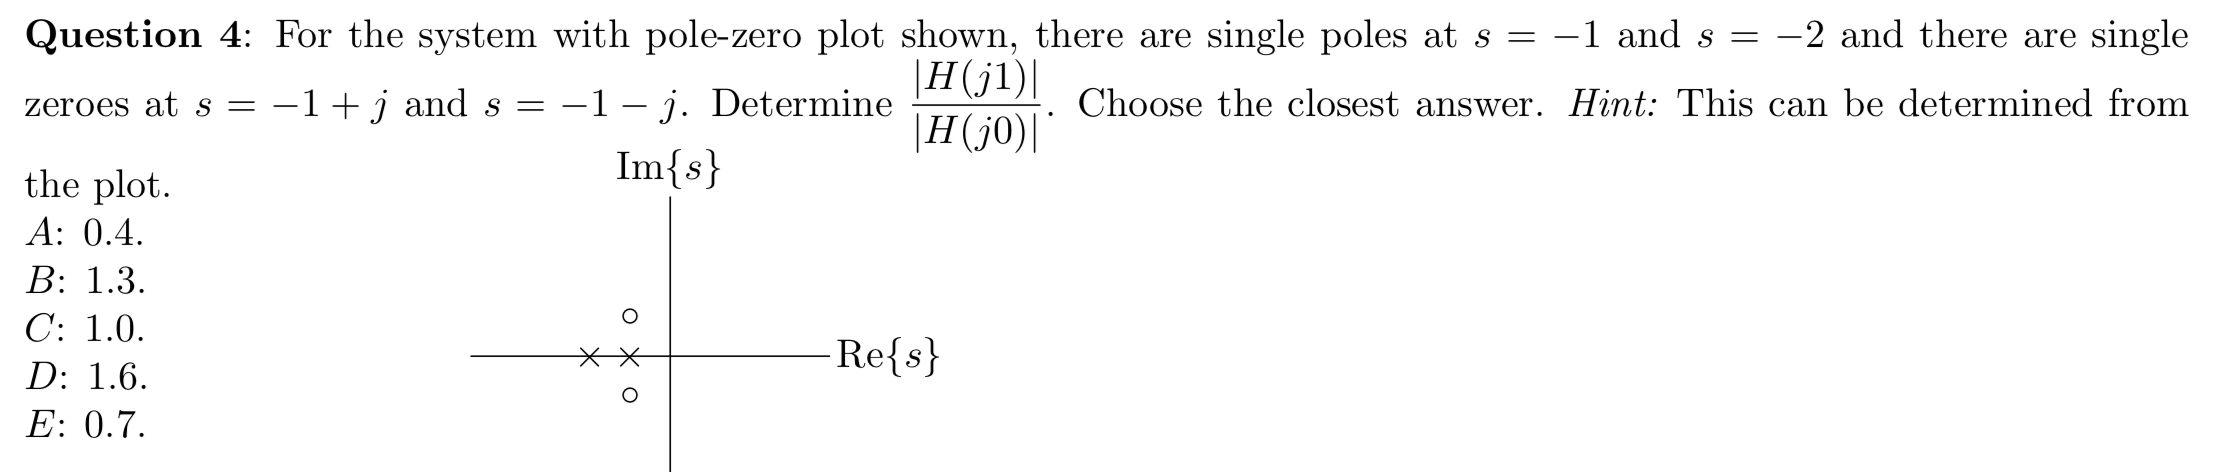 Question 4: For the system with pole-zero plot shown, there are single poles at s = −1 and s = −2 and there are single
zeroes at s = −1 + j and s = −1 − j. Determine |H(j1)| / |H(j0)|. Choose the closest answer. Hint: This can be determined from
the plot.
A: 0.4.
B: 1.3.
C: 1.0.
D: 1.6.
E: 0.7.
Im{s}
Re{s}